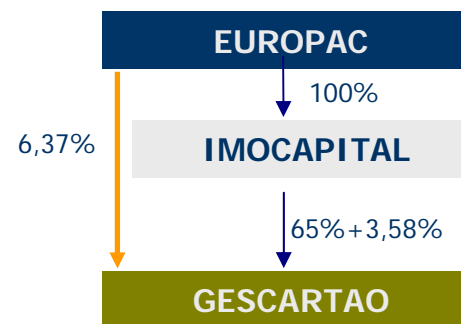 EUROPAC
100%
6,37%
IMOCAPITAL
65%+3,58%
GESCARTAO